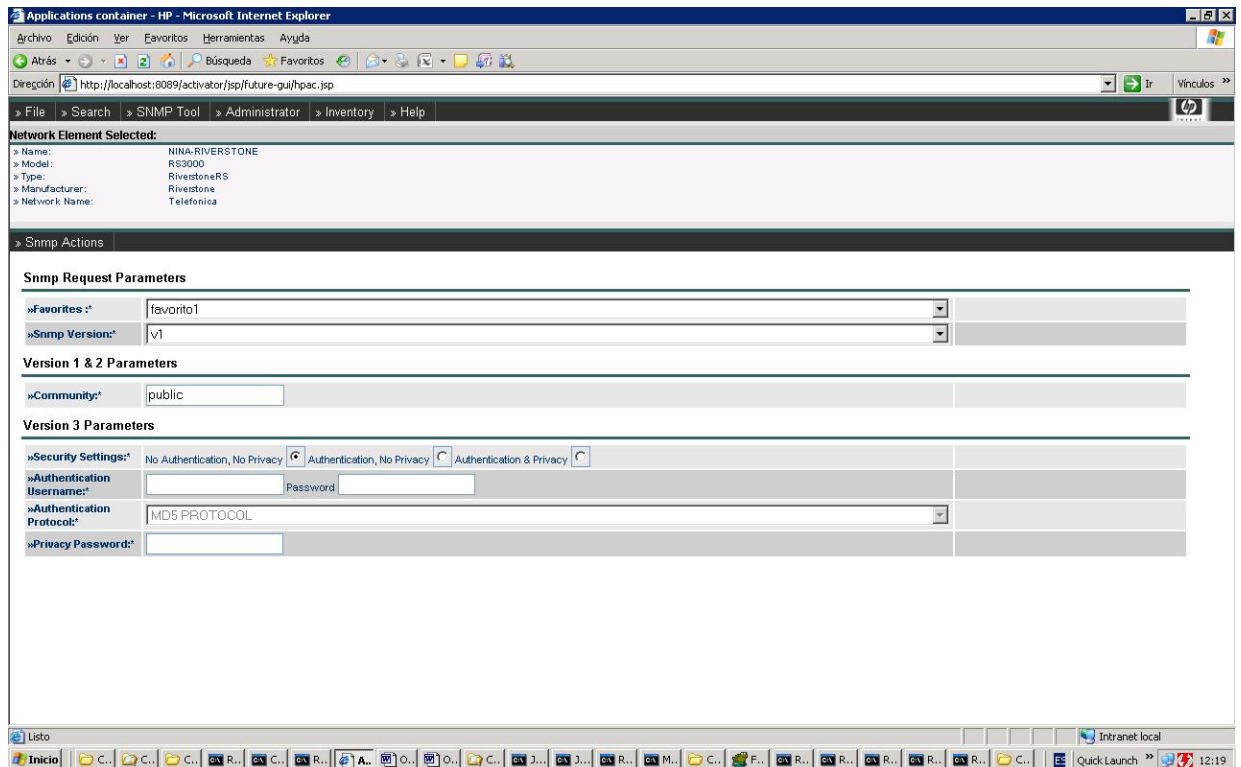 Applications container - HP - Microsoft Internet Explorer
Archivo Edición Ver Favoritos Herramientas Ayuda
Atrás Búsqueda Favoritos
Dirección http://localhost:8089/activator/jsp/future-gui/hpac.jsp Ir Vínculos »
» File » Search » SNMP Tool » Administrator » Inventory » Help hp
Network Element Selected:
» Name: NINA-RIVERSTONE
» Model: RS3000
» Type: RiverstoneRS
» Manufacturer: Riverstone
» Network Name: Telefonica
» Snmp Actions
Snmp Request Parameters
»Favorites :* favorito1
»Snmp Version:* v1
Version 1 & 2 Parameters
»Community:* public
Version 3 Parameters
»Security Settings:* No Authentication, No Privacy Authentication, No Privacy Authentication & Privacy
»Authentication Username:* Password
»Authentication Protocol:* MD5 PROTOCOL
»Privacy Password:*
Listo Intranet local
Inicio C.. C.. C.. R.. C.. R.. A.. O.. O.. C.. J... J... R.. M.. C.. F.. R.. R.. R.. R.. R.. C.. ES Quick Launch » 12:19